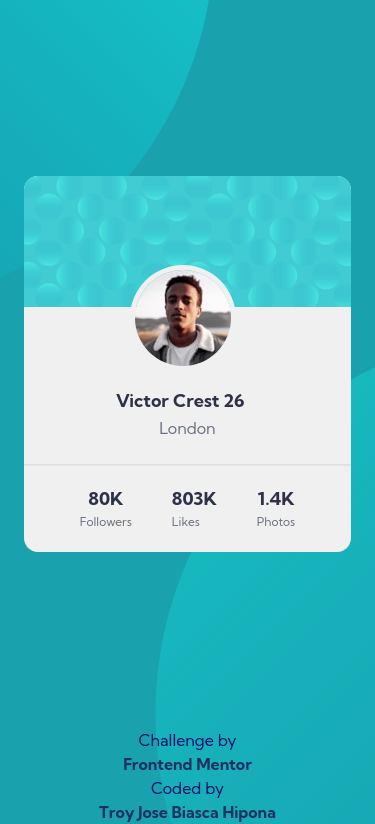 Victor Crest 26
London
80K 803K 1.4K
Followers Likes Photos
Challenge by
Frontend Mentor
Coded by
Troy Jose Biasca Hipona